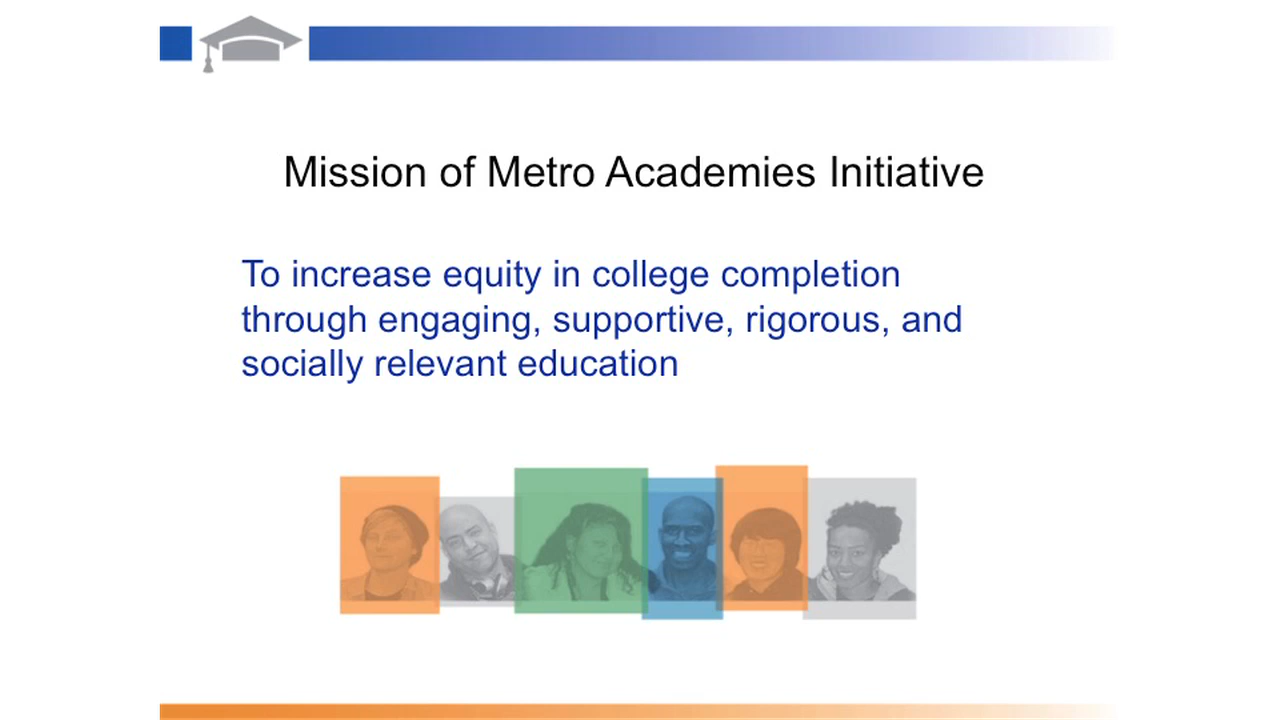 Mission of Metro Academies Initiative
To increase equity in college completion
through engaging, supportive, rigorous, and
socially relevant education